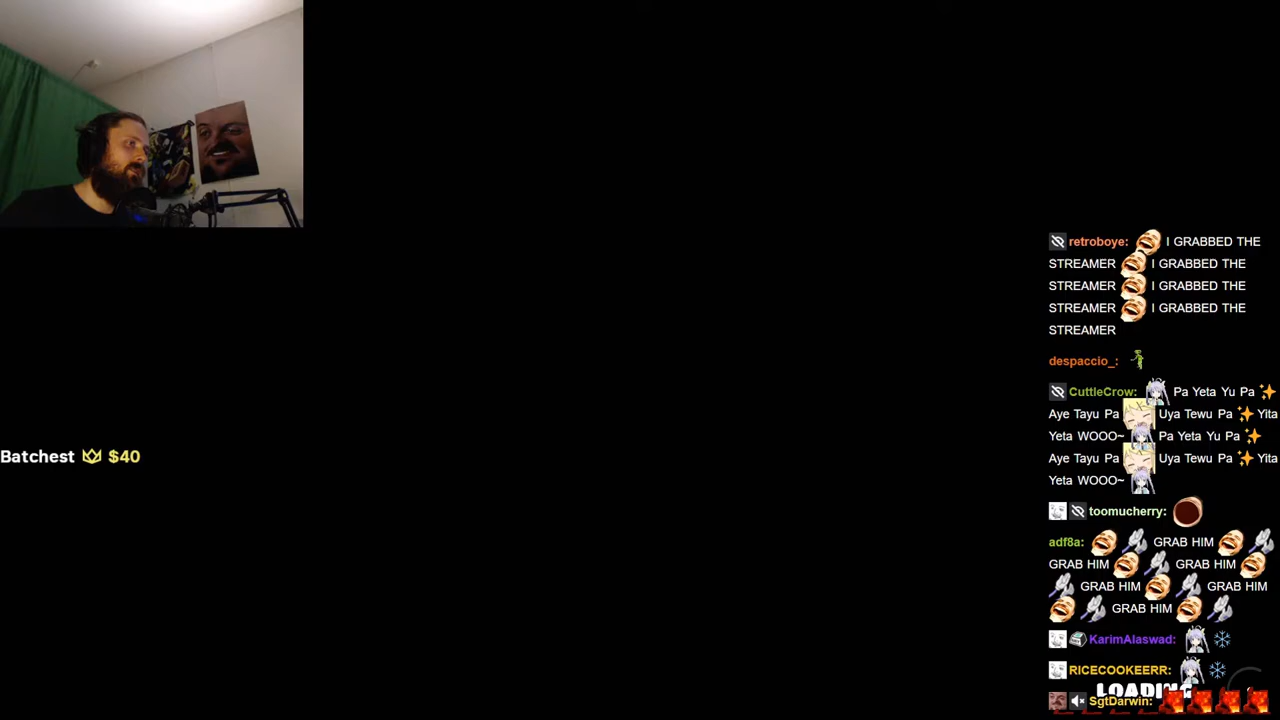 retroboye: I GRABBED THE
STREAMER I GRABBED THE
STREAMER I GRABBED THE
STREAMER I GRABBED THE
STREAMER
despaccio_:
CuttleCrow: Pa Yeta Yu Pa
Aye Tayu Pa Uya Tewu Pa Yita
Yeta WOOO~ Pa Yeta Yu Pa
Aye Tayu Pa Uya Tewu Pa Yita
Yeta WOOO~
Batchest $40
toomucherry:
adf8a: GRAB HIM
GRAB HIM GRAB HIM
GRAB HIM GRAB HIM
GRAB HIM
KarimAlaswad:
RICECOOKEERR:
LOADING
SgtDarwin: